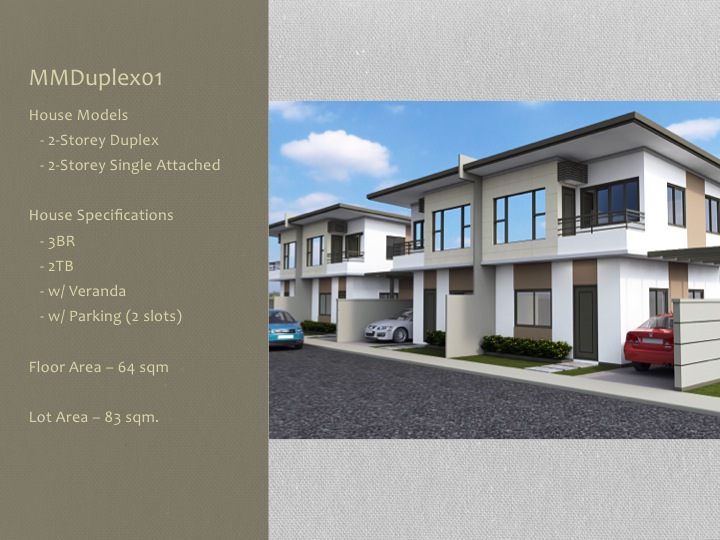 MMDuplex01
House Models
- 2-Storey Duplex
- 2-Storey Single Attached
House Specifications
- 3BR
- 2TB
- w/ Veranda
- w/ Parking (2 slots)
Floor Area – 64 sqm
Lot Area – 83 sqm.